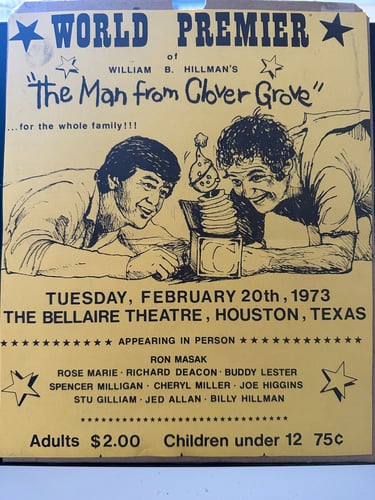 WORLD PREMIER
of
WILLIAM B. HILLMAN'S
"The Man from Clover Grove"
...for the whole family!!!
TUESDAY, FEBRUARY 20th, 1973
THE BELLAIRE THEATRE, HOUSTON, TEXAS
************ APPEARING IN PERSON *************
RON MASAK
ROSE MARIE · RICHARD DEACON · BUDDY LESTER
SPENCER MILLIGAN · CHERYL MILLER · JOE HIGGINS
STU GILLIAM · JED ALLAN · BILLY HILLMAN
******************************
Adults $2.00 Children under 12 75¢